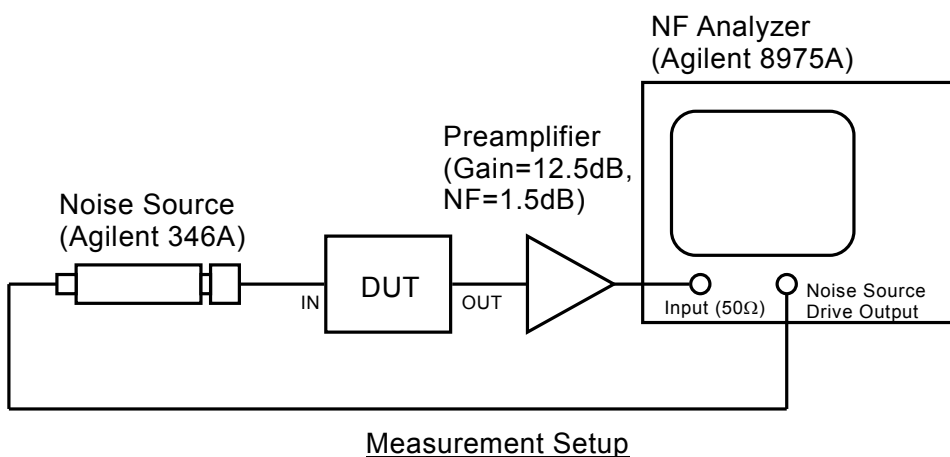 NF Analyzer
(Agilent 8975A)
Preamplifier
(Gain=12.5dB,
NF=1.5dB)
Noise Source
(Agilent 346A)
IN
DUT
OUT
Input (50Ω)
Noise Source
Drive Output
Measurement Setup